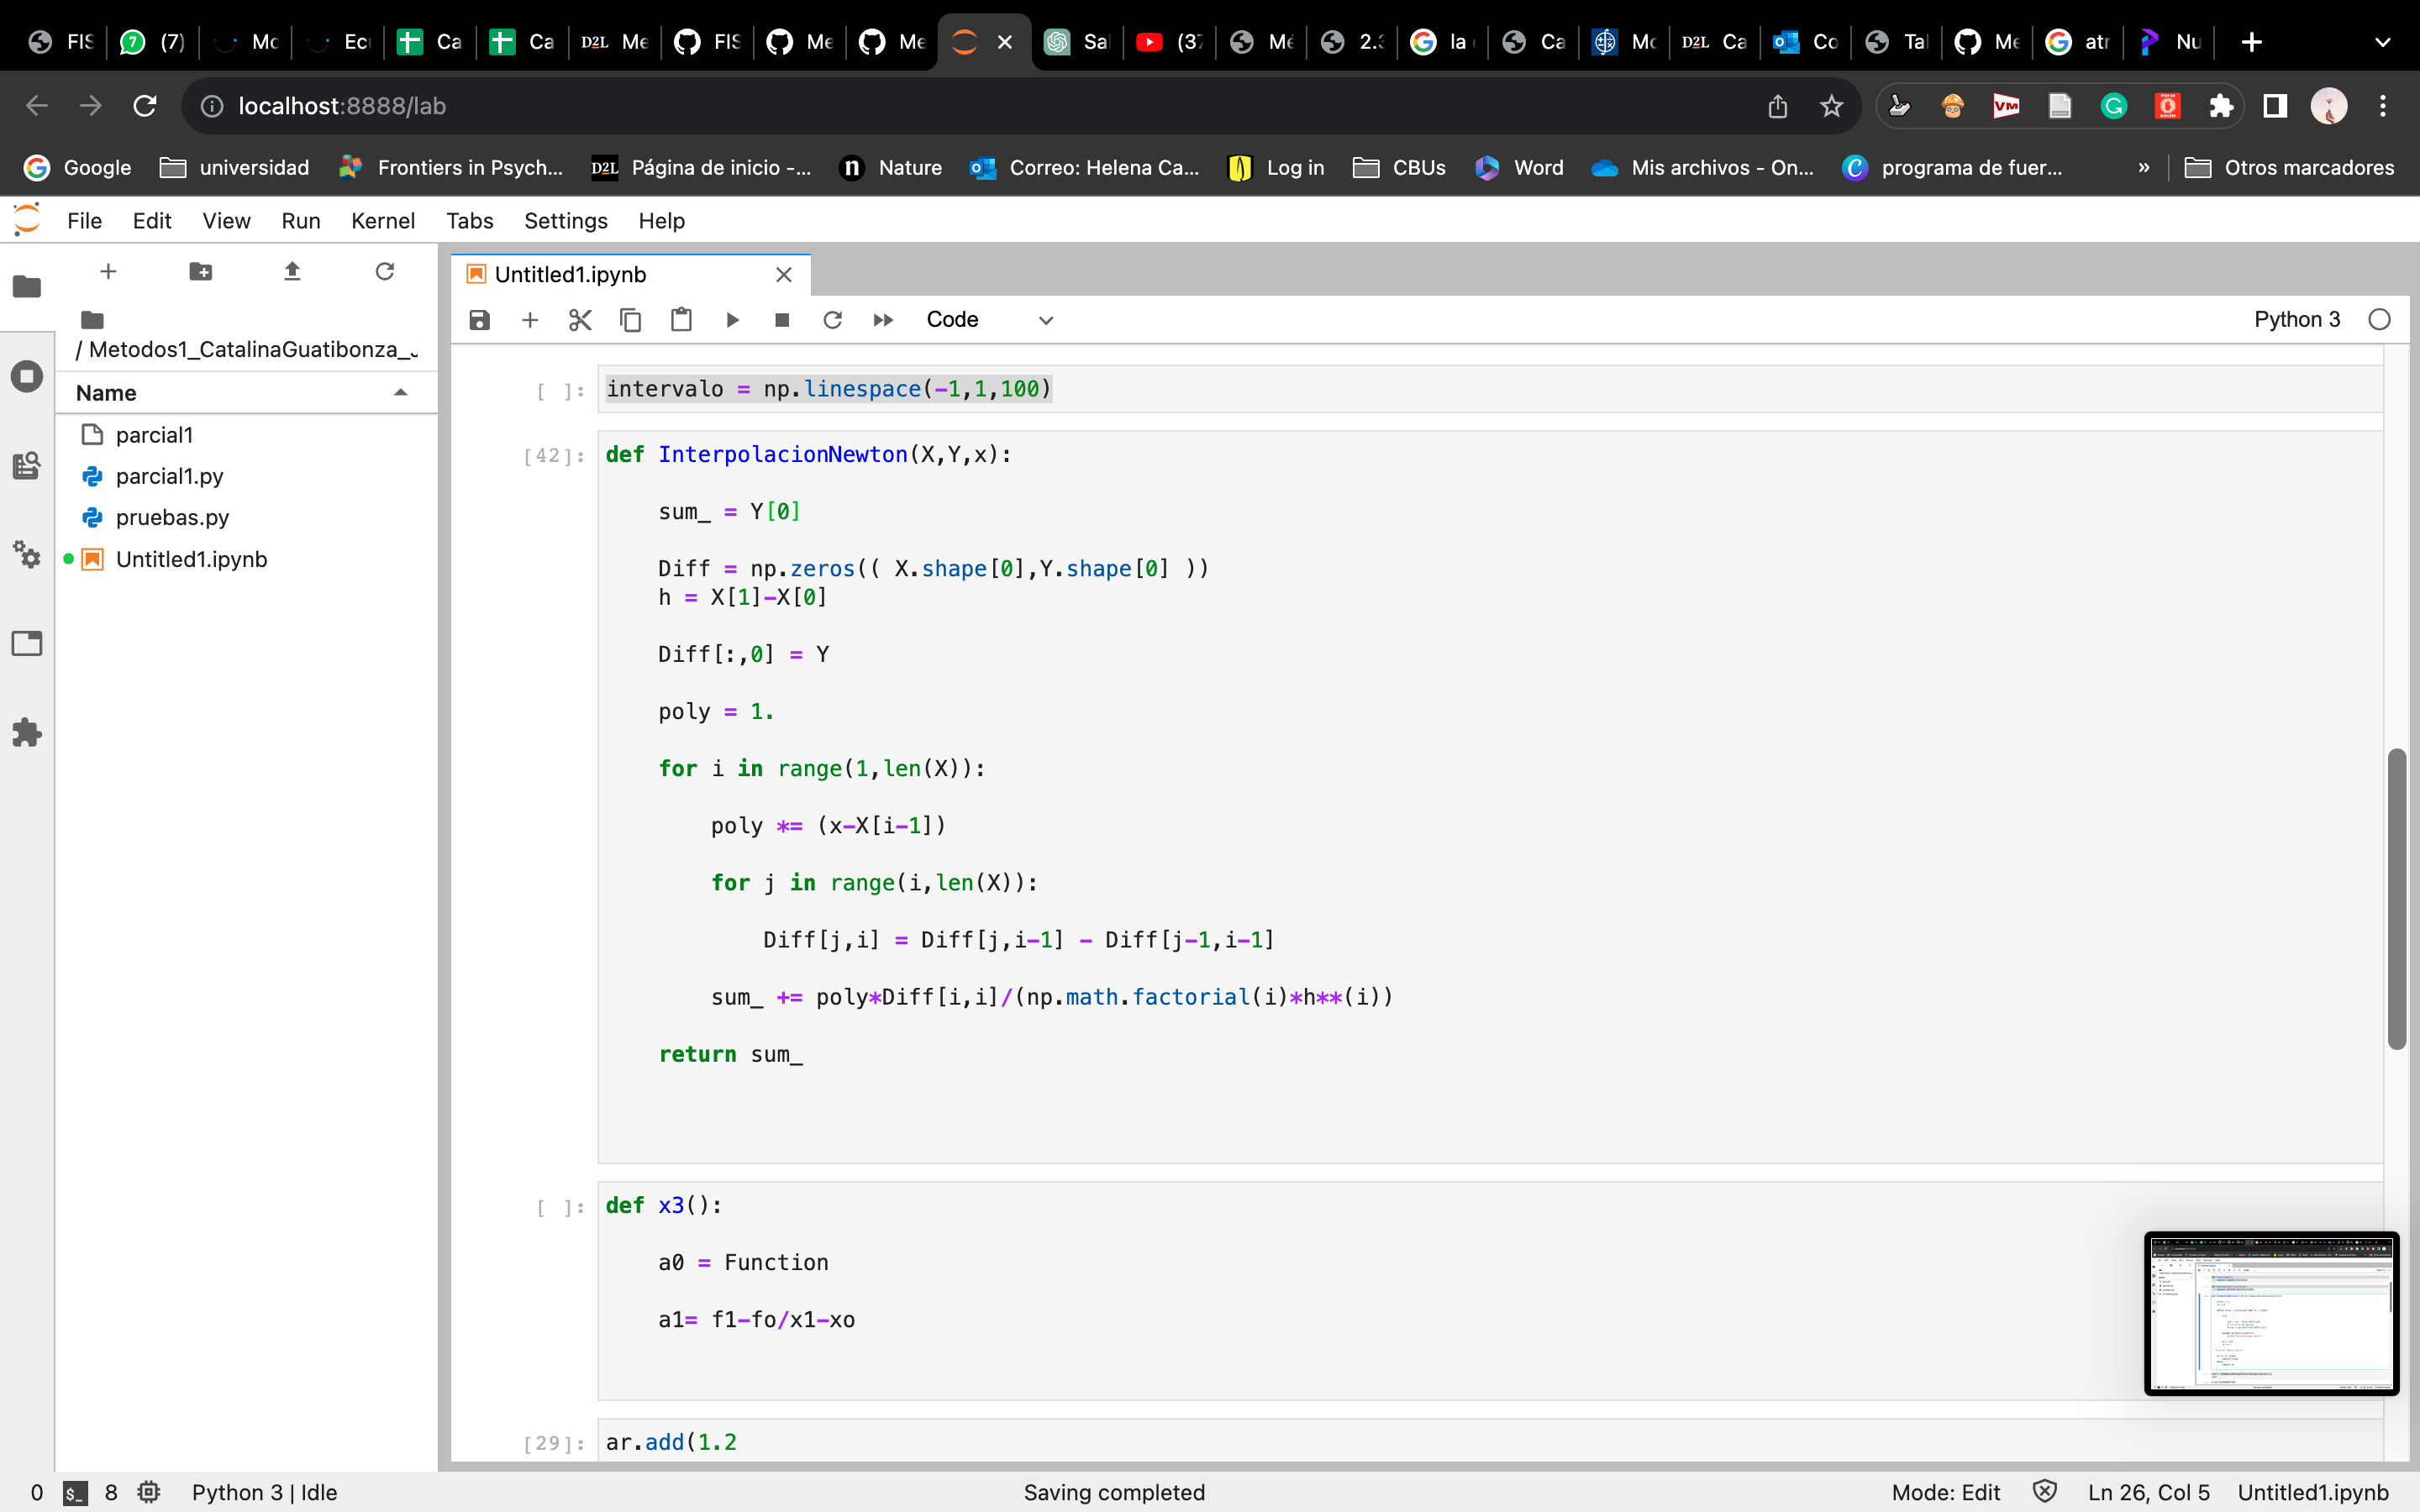 FIS (7) Mc Ec Ca Ca D2L Me FIS Me Me Sa (37 Mé 2.3 la Ca Mc D2L Ca Co Tal Me atr Nu
localhost:8888/lab
Google universidad Frontiers in Psych... D2L Página de inicio -... n Nature Correo: Helena Ca... Log in CBUs Word Mis archivos - On... programa de fuer... » Otros marcadores
File Edit View Run Kernel Tabs Settings Help
Untitled1.ipynb
Code Python 3
/ Metodos1_CatalinaGuatibonza_
Name
parcial1
parcial1.py
pruebas.py
Untitled1.ipynb
[ ]: intervalo = np.linespace(-1,1,100)
[42]: def InterpolacionNewton(X,Y,x):
sum_ = Y[0]
Diff = np.zeros(( X.shape[0],Y.shape[0] ))
h = X[1]-X[0]
Diff[:,0] = Y
poly = 1.
for i in range(1,len(X)):
poly *= (x-X[i-1])
for j in range(i,len(X)):
Diff[j,i] = Diff[j,i-1] - Diff[j-1,i-1]
sum_ += poly*Diff[i,i]/(np.math.factorial(i)*h**(i))
return sum_
[ ]: def x3():
a0 = Function
a1= f1-fo/x1-xo
[29]: ar.add(1.2
0 $_ 8 Python 3 | Idle Saving completed Mode: Edit Ln 26, Col 5 Untitled1.ipynb